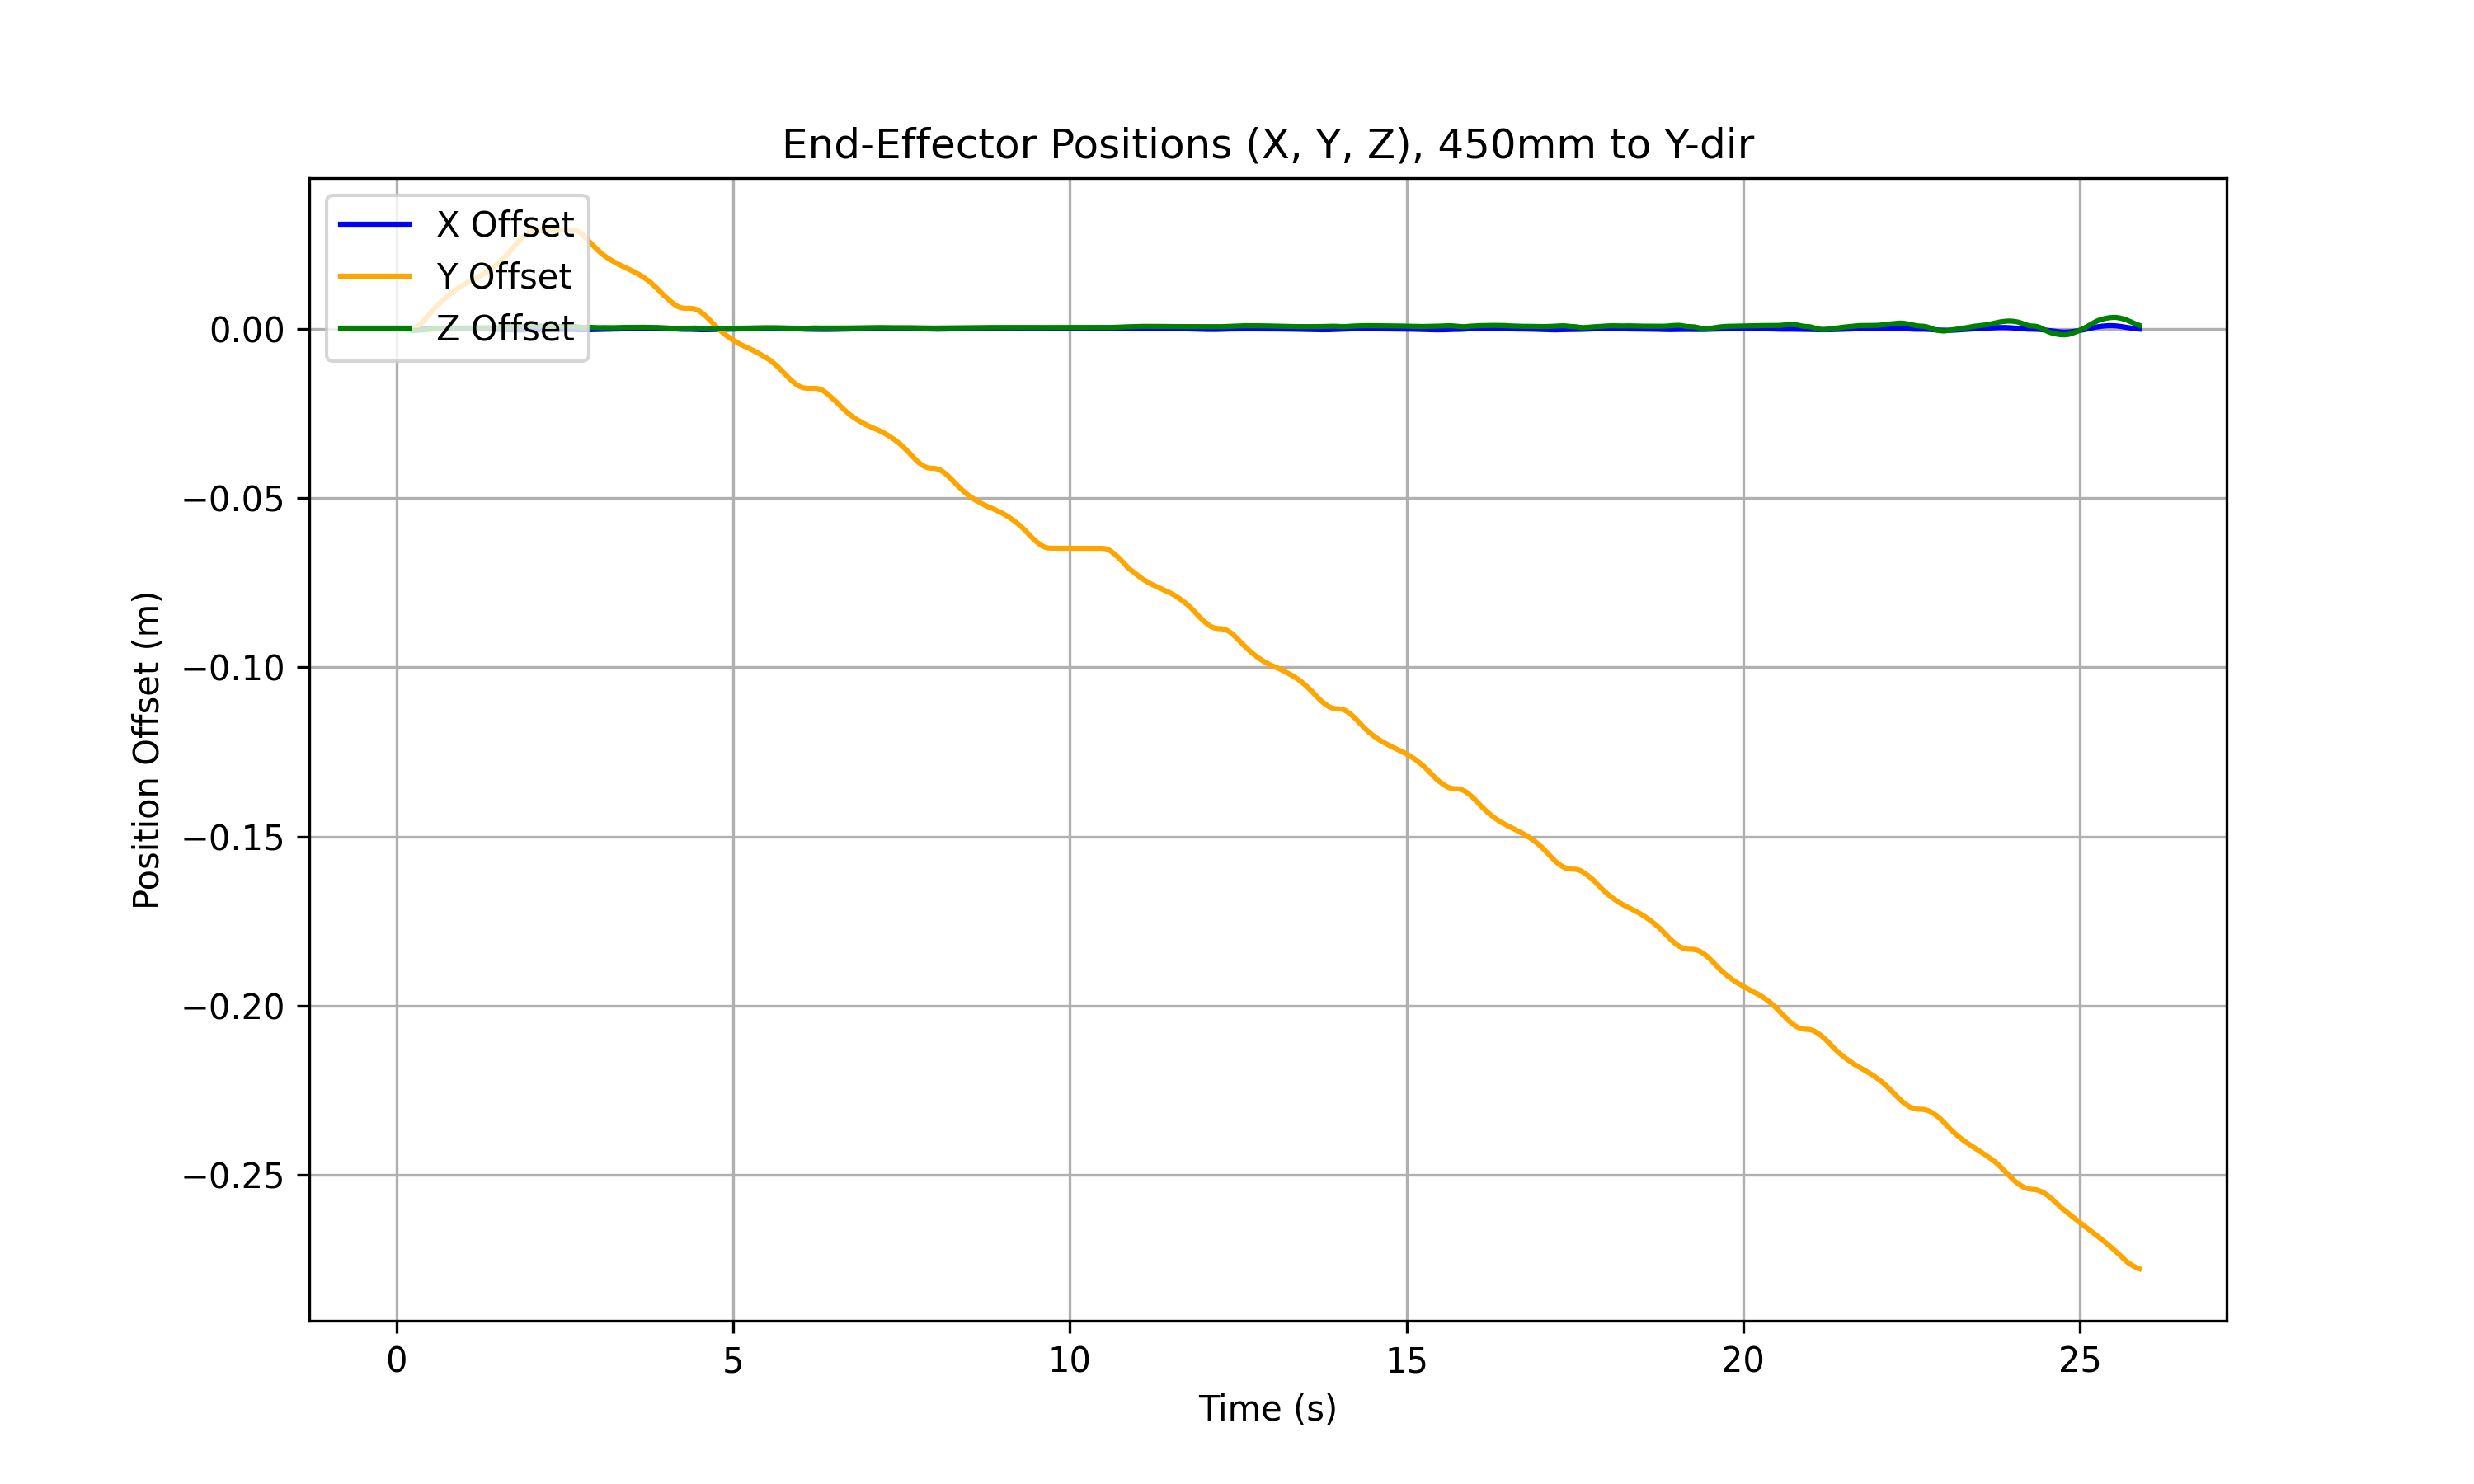 End-Effector Positions (X, Y, Z), 450mm to Y-dir
X Offset
Y Offset
Z Offset
0.00
−0.05
−0.10
−0.15
−0.20
−0.25
Position Offset (m)
0 5 10 15 20 25
Time (s)